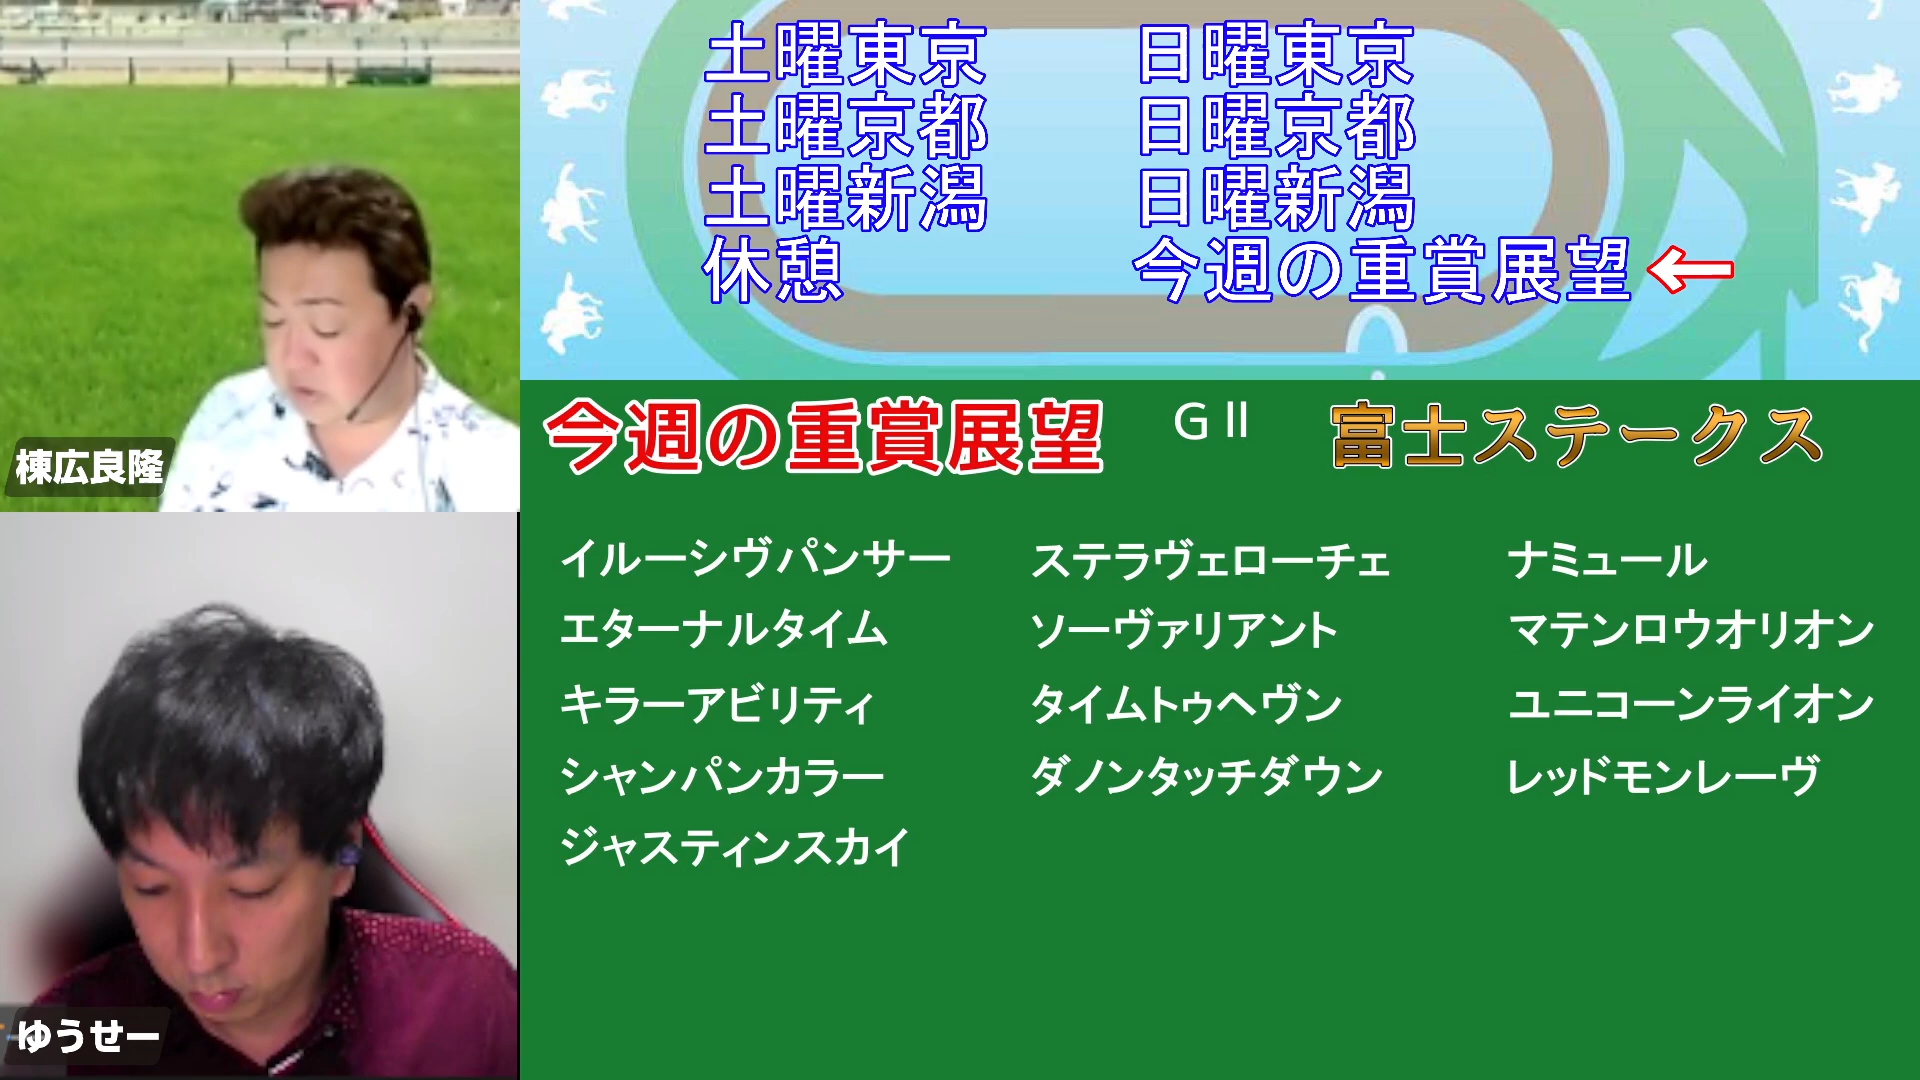 土曜東京 日曜東京
土曜京都 日曜京都
土曜新潟 日曜新潟
休憩 今週の重賞展望←
今週の重賞展望 GⅡ 富士ステークス
イルーシヴパンサー ステラヴェローチェ ナミュール
エターナルタイム ソーヴァリアント マテンロウオリオン
キラーアビリティ タイムトゥヘヴン ユニコーンライオン
シャンパンカラー ダノンタッチダウン レッドモンレーヴ
ジャスティンスカイ
棟広良隆
ゆうせー